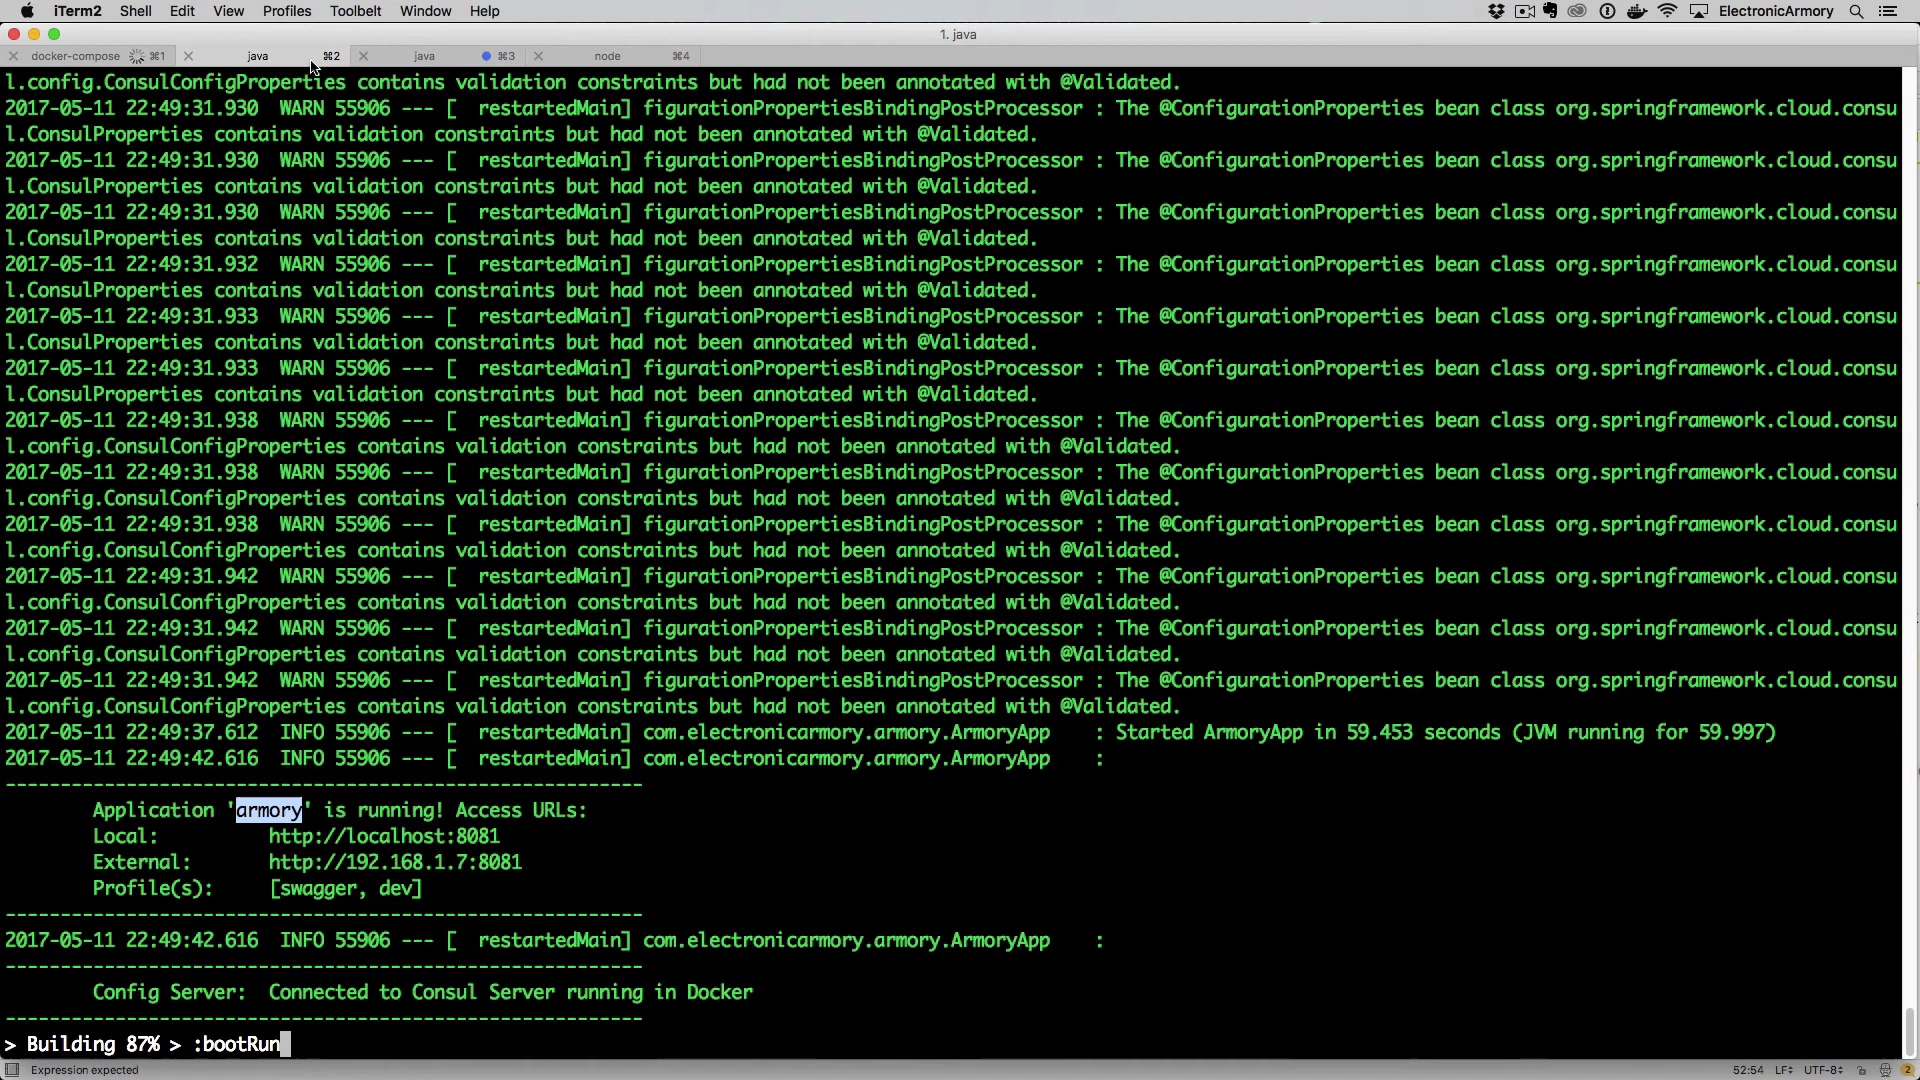 iTerm2 Shell Edit View Profiles Toolbelt Window Help ElectronicArmory
1. java
docker-compose ⌘1 java ⌘2 java ⌘3 node ⌘4
l.config.ConsulConfigProperties contains validation constraints but had not been annotated with @Validated.
2017-05-11 22:49:31.930  WARN 55906 --- [  restartedMain] figurationPropertiesBindingPostProcessor : The @ConfigurationProperties bean class org.springframework.cloud.consu
l.ConsulProperties contains validation constraints but had not been annotated with @Validated.
2017-05-11 22:49:31.930  WARN 55906 --- [  restartedMain] figurationPropertiesBindingPostProcessor : The @ConfigurationProperties bean class org.springframework.cloud.consu
l.ConsulProperties contains validation constraints but had not been annotated with @Validated.
2017-05-11 22:49:31.930  WARN 55906 --- [  restartedMain] figurationPropertiesBindingPostProcessor : The @ConfigurationProperties bean class org.springframework.cloud.consu
l.ConsulProperties contains validation constraints but had not been annotated with @Validated.
2017-05-11 22:49:31.932  WARN 55906 --- [  restartedMain] figurationPropertiesBindingPostProcessor : The @ConfigurationProperties bean class org.springframework.cloud.consu
l.ConsulProperties contains validation constraints but had not been annotated with @Validated.
2017-05-11 22:49:31.933  WARN 55906 --- [  restartedMain] figurationPropertiesBindingPostProcessor : The @ConfigurationProperties bean class org.springframework.cloud.consu
l.ConsulProperties contains validation constraints but had not been annotated with @Validated.
2017-05-11 22:49:31.933  WARN 55906 --- [  restartedMain] figurationPropertiesBindingPostProcessor : The @ConfigurationProperties bean class org.springframework.cloud.consu
l.ConsulProperties contains validation constraints but had not been annotated with @Validated.
2017-05-11 22:49:31.938  WARN 55906 --- [  restartedMain] figurationPropertiesBindingPostProcessor : The @ConfigurationProperties bean class org.springframework.cloud.consu
l.config.ConsulConfigProperties contains validation constraints but had not been annotated with @Validated.
2017-05-11 22:49:31.938  WARN 55906 --- [  restartedMain] figurationPropertiesBindingPostProcessor : The @ConfigurationProperties bean class org.springframework.cloud.consu
l.config.ConsulConfigProperties contains validation constraints but had not been annotated with @Validated.
2017-05-11 22:49:31.938  WARN 55906 --- [  restartedMain] figurationPropertiesBindingPostProcessor : The @ConfigurationProperties bean class org.springframework.cloud.consu
l.config.ConsulConfigProperties contains validation constraints but had not been annotated with @Validated.
2017-05-11 22:49:31.942  WARN 55906 --- [  restartedMain] figurationPropertiesBindingPostProcessor : The @ConfigurationProperties bean class org.springframework.cloud.consu
l.config.ConsulConfigProperties contains validation constraints but had not been annotated with @Validated.
2017-05-11 22:49:31.942  WARN 55906 --- [  restartedMain] figurationPropertiesBindingPostProcessor : The @ConfigurationProperties bean class org.springframework.cloud.consu
l.config.ConsulConfigProperties contains validation constraints but had not been annotated with @Validated.
2017-05-11 22:49:31.942  WARN 55906 --- [  restartedMain] figurationPropertiesBindingPostProcessor : The @ConfigurationProperties bean class org.springframework.cloud.consu
l.config.ConsulConfigProperties contains validation constraints but had not been annotated with @Validated.
2017-05-11 22:49:37.612  INFO 55906 --- [  restartedMain] com.electronicarmory.armory.ArmoryApp    : Started ArmoryApp in 59.453 seconds (JVM running for 59.997)
2017-05-11 22:49:42.616  INFO 55906 --- [  restartedMain] com.electronicarmory.armory.ArmoryApp    :
----------------------------------------------------------
Application 'armory' is running! Access URLs:
Local: http://localhost:8081
External: http://192.168.1.7:8081
Profile(s): [swagger, dev]
----------------------------------------------------------
2017-05-11 22:49:42.616  INFO 55906 --- [  restartedMain] com.electronicarmory.armory.ArmoryApp    :
----------------------------------------------------------
Config Server: Connected to Consul Server running in Docker
----------------------------------------------------------
> Building 87% > :bootRun
Expression expected 52:54 LF÷ UTF-8÷ 2